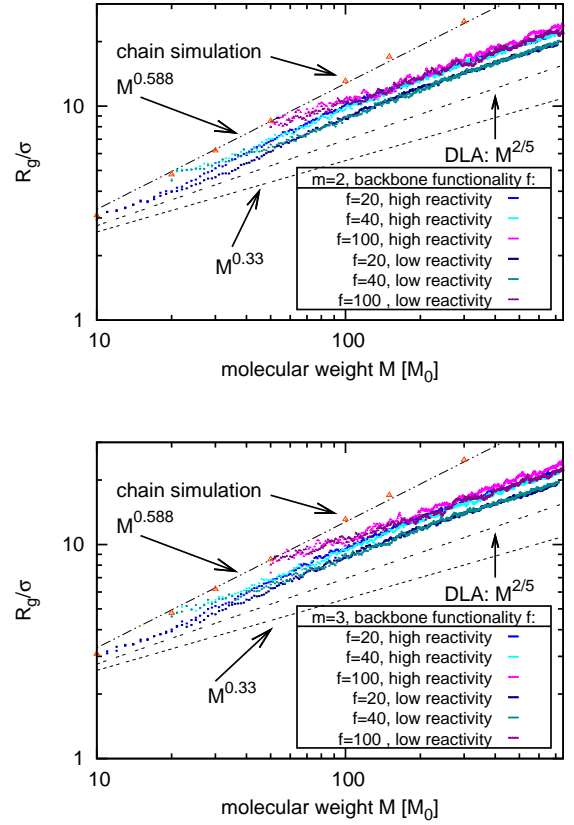 chain simulation
M^0.588
10
R_g/σ
DLA: M^2/5
m=2, backbone functionality f:
f=20, high reactivity
f=40, high reactivity
f=100, high reactivity
f=20, low reactivity
f=40, low reactivity
f=100, low reactivity
M^0.33
1
10
100
molecular weight M [M_0]
chain simulation
M^0.588
10
R_g/σ
DLA: M^2/5
m=3, backbone functionality f:
f=20, high reactivity
f=40, high reactivity
f=100, high reactivity
f=20, low reactivity
f=40, low reactivity
f=100 , low reactivity
M^0.33
1
10
100
molecular weight M [M_0]